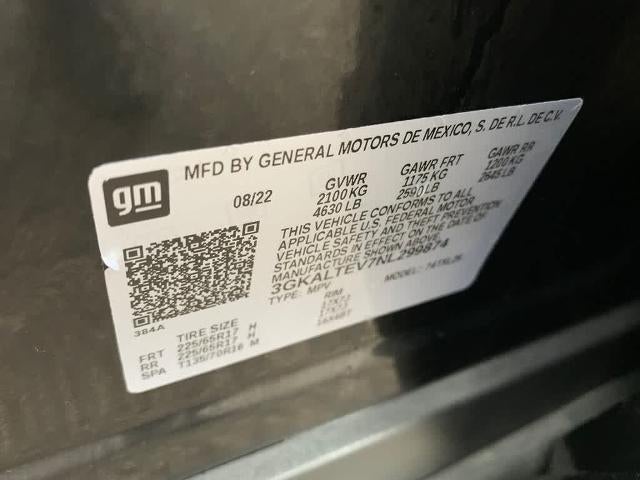 gm
MFD BY GENERAL MOTORS DE MEXICO, S. DE R.L. DE C.V.
08/22
GVWR
2100 KG
4630 LB
GAWR FRT
1175 KG
2590 LB
GAWR RR
1200 KG
2645 LB
THIS VEHICLE CONFORMS TO ALL
APPLICABLE U.S. FEDERAL MOTOR
VEHICLE SAFETY AND THEFT PREVENTION
STANDARDS IN EFFECT ON THE DATE OF
MANUFACTURE SHOWN ABOVE.
3GKALTEV7NL299874
TYPE: MPV
MODEL:
384A
TIRE SIZE
RIM
FRT 225/65R17 H
RR 225/65R17 H
SPA T135/70R16 M